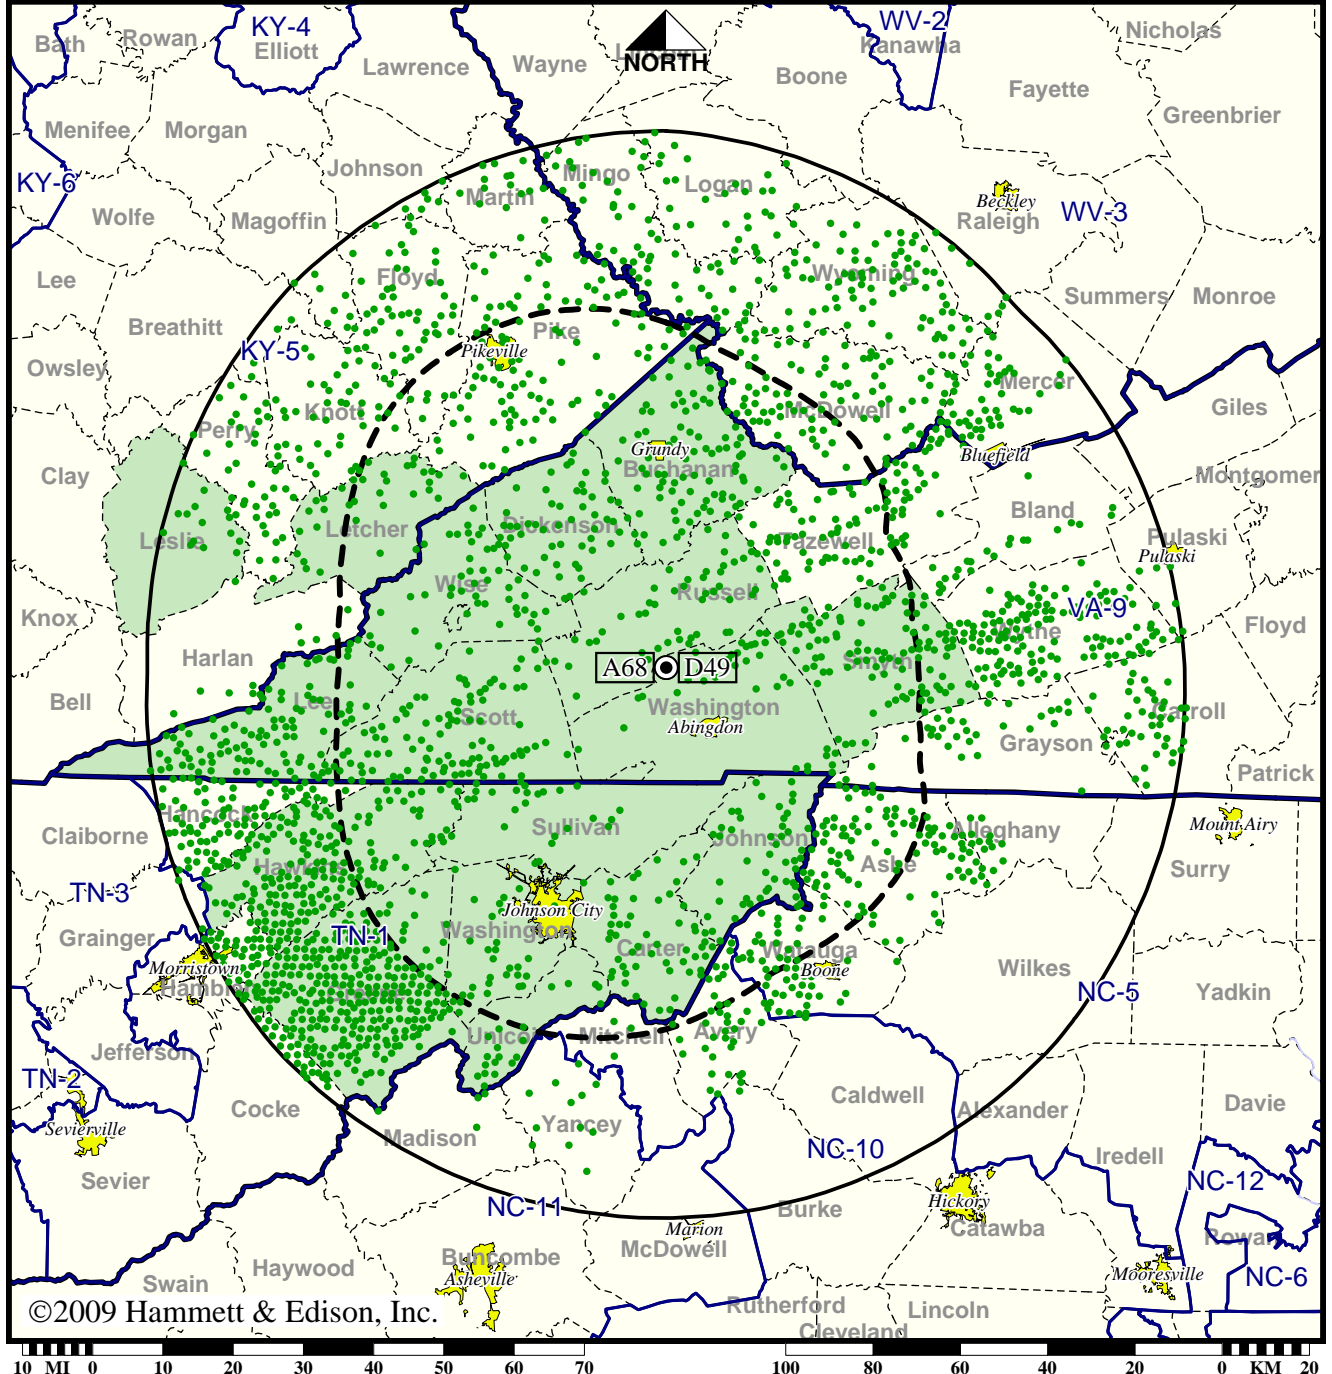 KY-4
WV-2
Nicholas
Bath
Rowan
Elliott
Kanawha
Lawrence
Wayne
NORTH
Boone
Fayette
Greenbrier
Menifee
Morgan
Johnson
Mingo
Logan
KY-6
Martin
Beckley
WV-3
Wolfe
Magoffin
Raleigh
Lee
Floyd
Wyoming
Summers
Monroe
Breathitt
Pike
KY-5
Pikeville
Owsley
Mercer
Knott
McDowell
Giles
Perry
Grundy
Bluefield
Clay
Buchanan
Montgomer
Bland
Letcher
Dickenson
Leslie
Tazewell
Pulaski
Pulaski
Wise
Russell
VA-9
Knox
Wythe
Floyd
Harlan
A68
D49
Smyth
Bell
Lee
Scott
Washington
Carroll
Abingdon
Grayson
Patrick
Hancock
Claiborne
Sullivan
Johnson
Alleghany
Mount Airy
Hawkins
Ashe
Surry
TN-3
Johnson City
Grainger
TN-1
Washington
Carter
Watauga
Morristown
Boone
Wilkes
Hamblen
NC-5
Yadkin
Unicoi
Mitchell
Avery
Jefferson
TN-2
Caldwell
Cocke
Alexander
Davie
Sevierville
Yancey
Madison
NC-10
Iredell
Sevier
NC-12
NC-11
Hickory
Burke
Marion
Catawba
Rowan
McDowell
Buncombe
Haywood
Asheville
Mooresville
NC-6
Swain
Rutherford
Lincoln
©2009 Hammett & Edison, Inc.
Cleveland
10 MI 0 10 20 30 40 50 60 70 100 80 60 40 20 0 KM 20